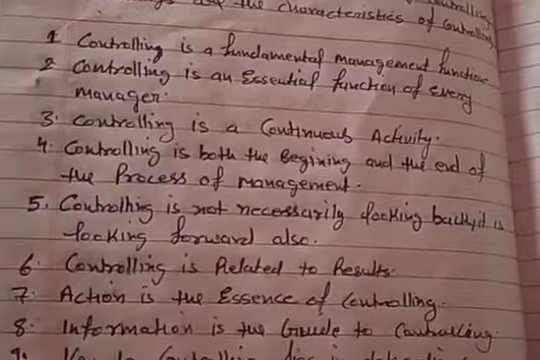 the characteristics of Controlling
1 Controlling is a fundamental management function
2 Controlling is an Essential function of every
manager.
3. Controlling is a Continuous Activity.
4. Controlling is both the Begining and the end of
the Process of management.
5. Controlling is not necessarily looking back, it is
looking forward also.
6. Controlling is Related to Results.
7. Action is the Essence of Controlling.
8. Information is the Guide to Controlling.
9.